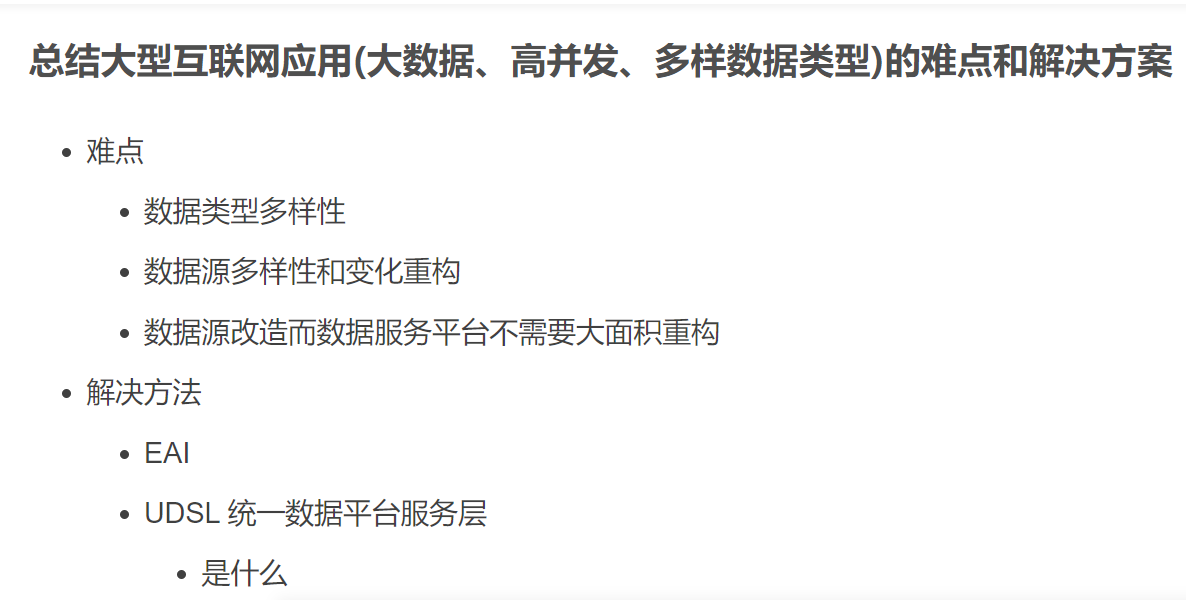 总结大型互联网应用(大数据、高并发、多样数据类型)的难点和解决方案
难点
数据类型多样性
数据源多样性和变化重构
数据源改造而数据服务平台不需要大面积重构
解决方法
EAI
UDSL 统一数据平台服务层
是什么